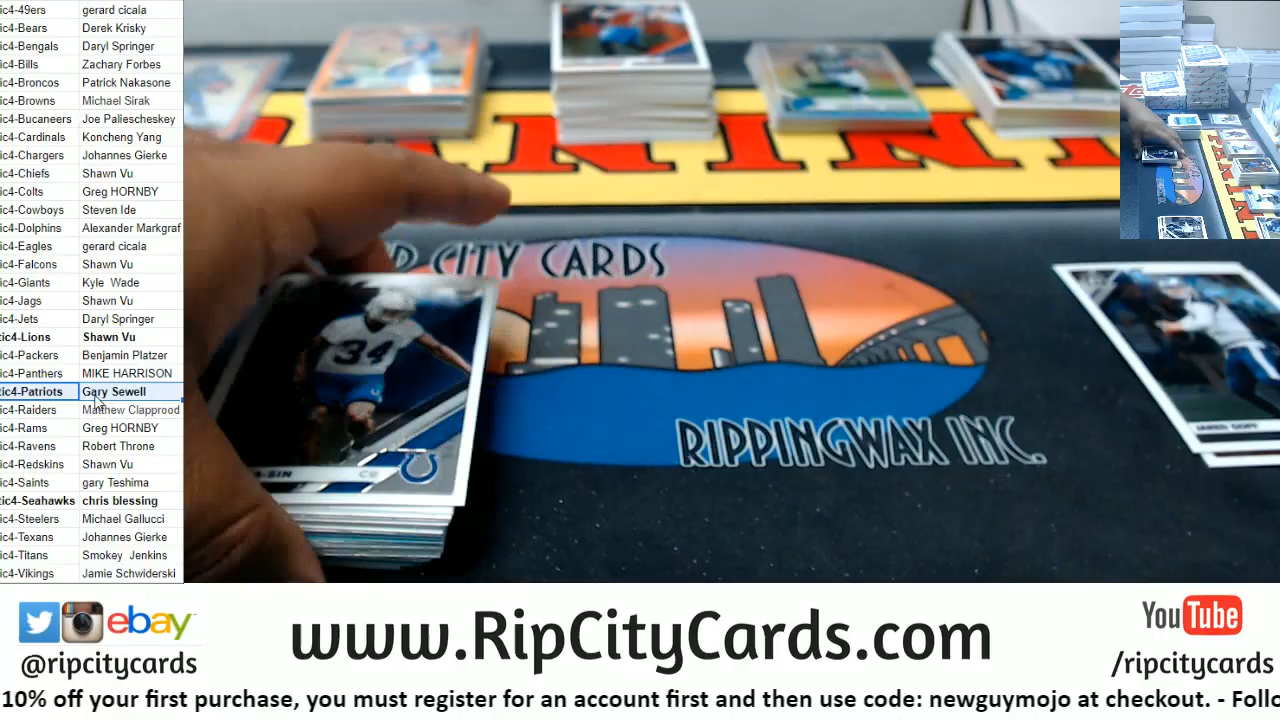 ic4-49ers gerard cicala
ic4-Bears Derek Krisky
ic4-Bengals Daryl Springer
ic4-Bills Zachary Forbes
ic4-Broncos Patrick Nakasone
ic4-Browns Michael Sirak
ic4-Bucaneers Joe Paliescheskey
ic4-Cardinals Koncheng Yang
ic4-Chargers Johannes Gierke
ic4-Chiefs Shawn Vu
ic4-Colts Greg HORNBY
ic4-Cowboys Steven Ide
ic4-Dolphins Alexander Markgraf
ic4-Eagles gerard cicala
ic4-Falcons Shawn Vu
ic4-Giants Kyle Wade
ic4-Jags Shawn Vu
ic4-Jets Daryl Springer
tic4-Lions Shawn Vu
ic4-Packers Benjamin Platzer
ic4-Panthers MIKE HARRISON
tic4-Patriots Gary Sewell
ic4-Raiders Matthew Clapprood
ic4-Rams Greg HORNBY
ic4-Ravens Robert Throne
ic4-Redskins Shawn Vu
ic4-Saints gary Teshima
tic4-Seahawks chris blessing
ic4-Steelers Michael Gallucci
ic4-Texans Johannes Gierke
ic4-Titans Smokey Jenkins
ic4-Vikings Jamie Schwiderski
NINI
P CITY CARDS
RIPPINGWAX INC.
34
A-SIN CB
JARED GOFF
ebay
@ripcitycards
www.RipCityCards.com
YouTube
/ripcitycards
10% off your first purchase, you must register for an account first and then use code: newguymojo at checkout. - Follo